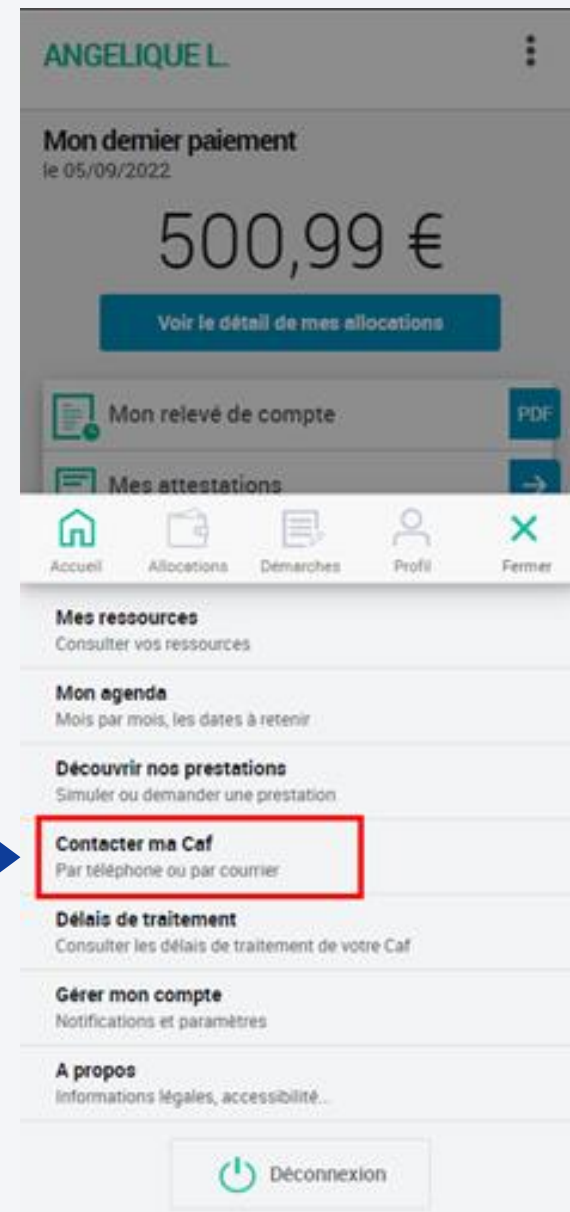 ANGELIQUE L.
Mon dernier paiement
le 05/09/2022
500,99 €
Voir le détail de mes allocations
Mon relevé de compte
PDF
Mes attestations
Accueil
Allocations
Démarches
Profil
Fermer
Mes ressources
Consulter vos ressources
Mon agenda
Mois par mois, les dates à retenir
Découvrir nos prestations
Simuler ou demander une prestation
Contacter ma Caf
Par téléphone ou par courrier
Délais de traitement
Consulter les délais de traitement de votre Caf
Gérer mon compte
Notifications et paramètres
A propos
Informations légales, accessibilité...
Déconnexion